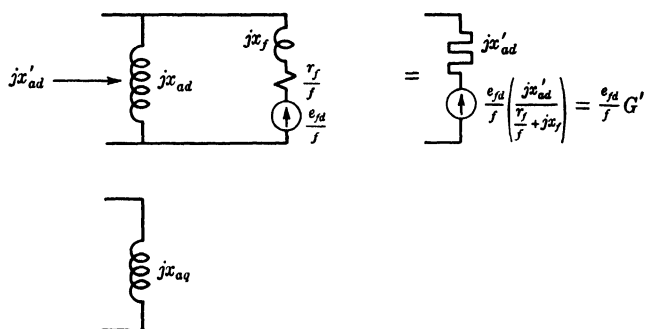 jx'ad
jxad
jxf
rf/f
efd/f
=
jx'ad
efd/f (jx'ad / (rf/f + jxf)) = efd/f G'
jxaq